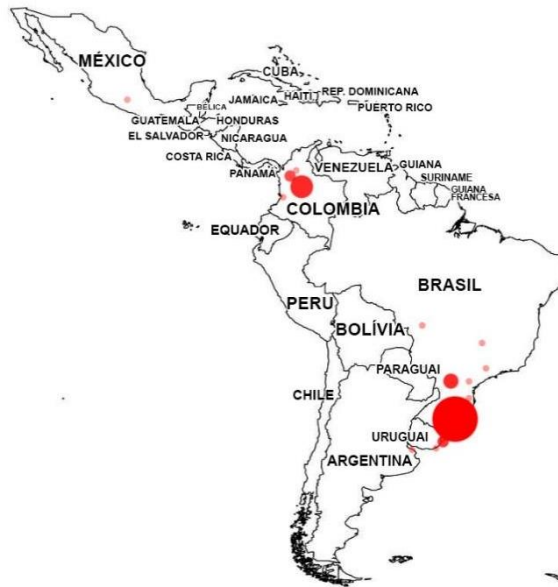 MÉXICO
CUBA
REP. DOMINICANA
HAITI
JAMAICA
PUERTO RICO
BÉLICA
GUATEMALA
HONDURAS
EL SALVADOR
NICARAGUA
COSTA RICA
PANAMA
VENEZUELA
GUIANA
SURINAME
GUIANA
FRANCESA
COLOMBIA
EQUADOR
BRASIL
PERU
BOLÍVIA
PARAGUAI
CHILE
URUGUAI
ARGENTINA